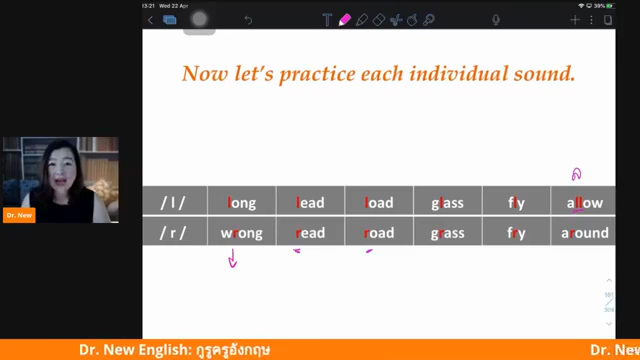 13:21 Wed 22 Apr 39%
Now let's practice each individual sound.
/ l / long lead load glass fly allow
/ r / wrong read road grass fry around
Dr. New
Dr. New English: กูรูครูอังกฤษ Dr. New